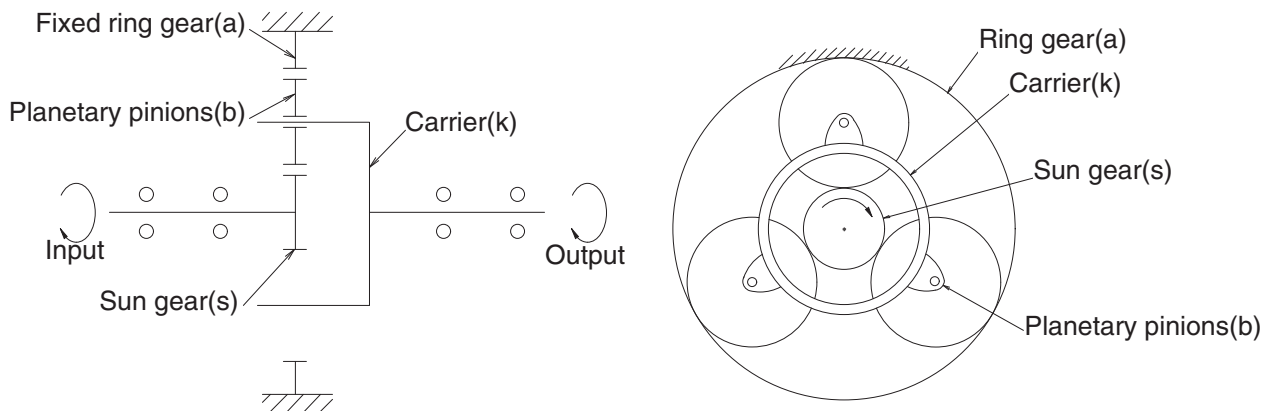 Fixed ring gear(a)
Planetary pinions(b)
Carrier(k)
Input
Output
Sun gear(s)
Ring gear(a)
Carrier(k)
Sun gear(s)
Planetary pinions(b)